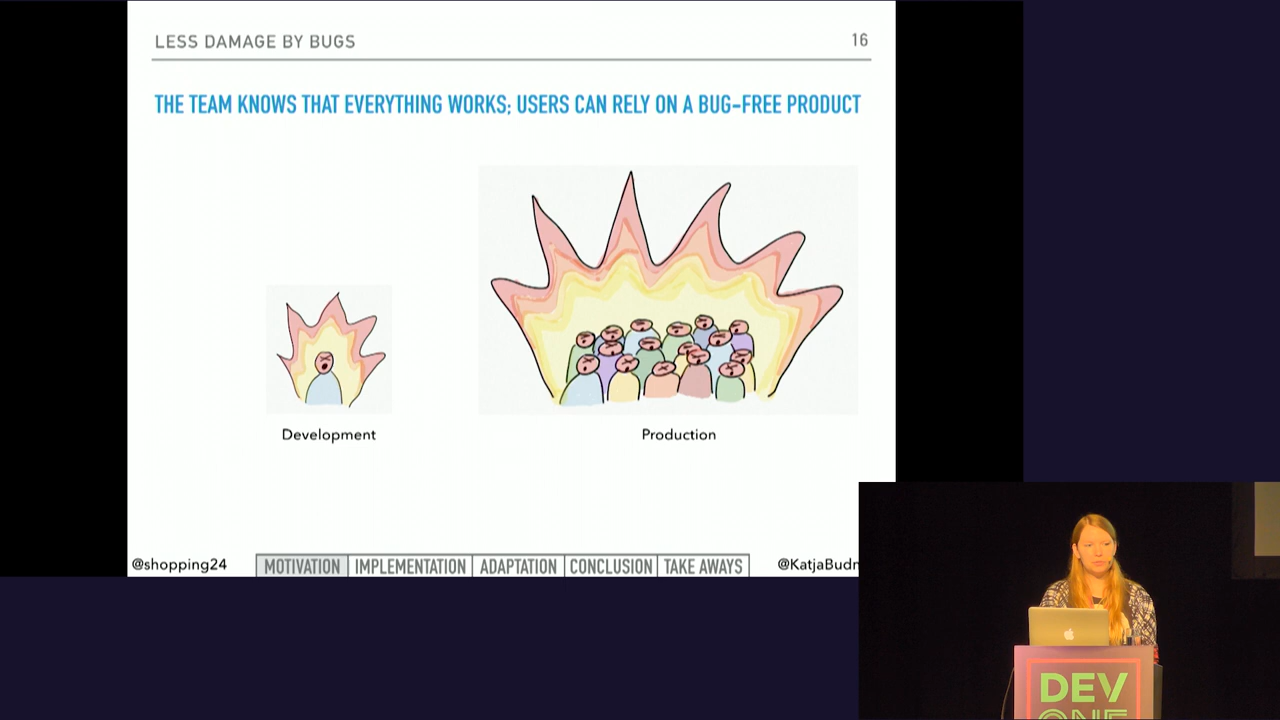 LESS DAMAGE BY BUGS
16
THE TEAM KNOWS THAT EVERYTHING WORKS; USERS CAN RELY ON A BUG-FREE PRODUCT
Development
Production
@shopping24
MOTIVATION
IMPLEMENTATION
ADAPTATION
CONCLUSION
TAKE AWAYS
DEV
ONE